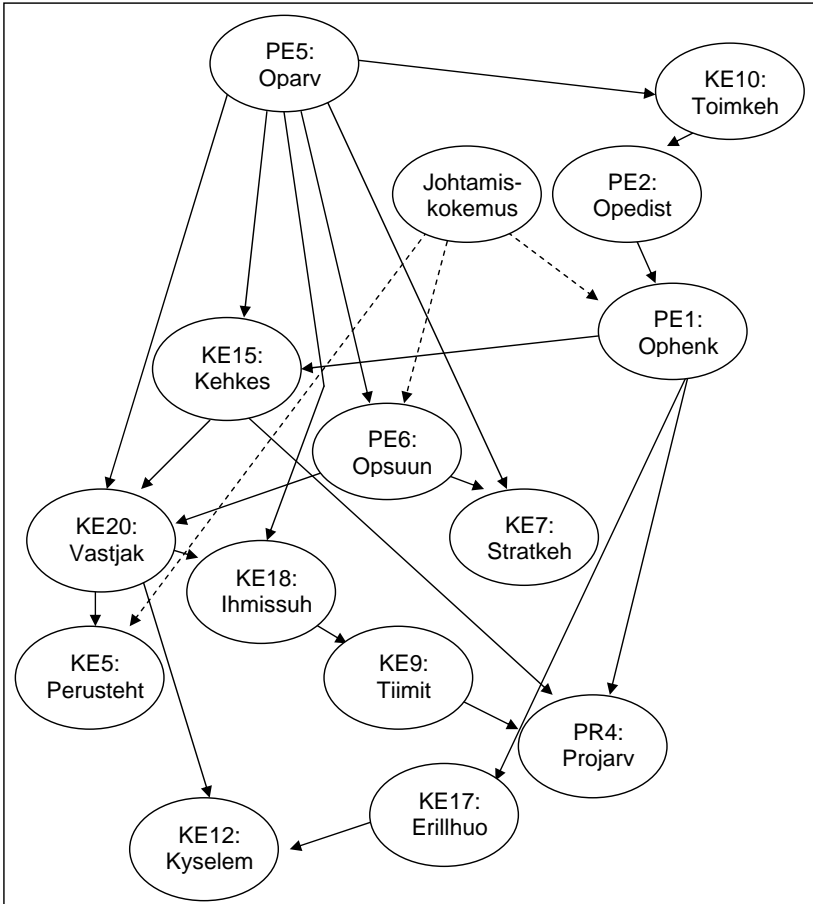 PE5:
Oparv
KE10:
Toimkeh
Johtamis-
kokemus
PE2:
Opedist
PE1:
Ophenk
KE15:
Kehkes
PE6:
Opsuun
KE20:
Vastjak
KE7:
Stratkeh
KE18:
Ihmissuh
KE5:
Perusteht
KE9:
Tiimit
PR4:
Projarv
KE17:
Erillhuo
KE12:
Kyselem